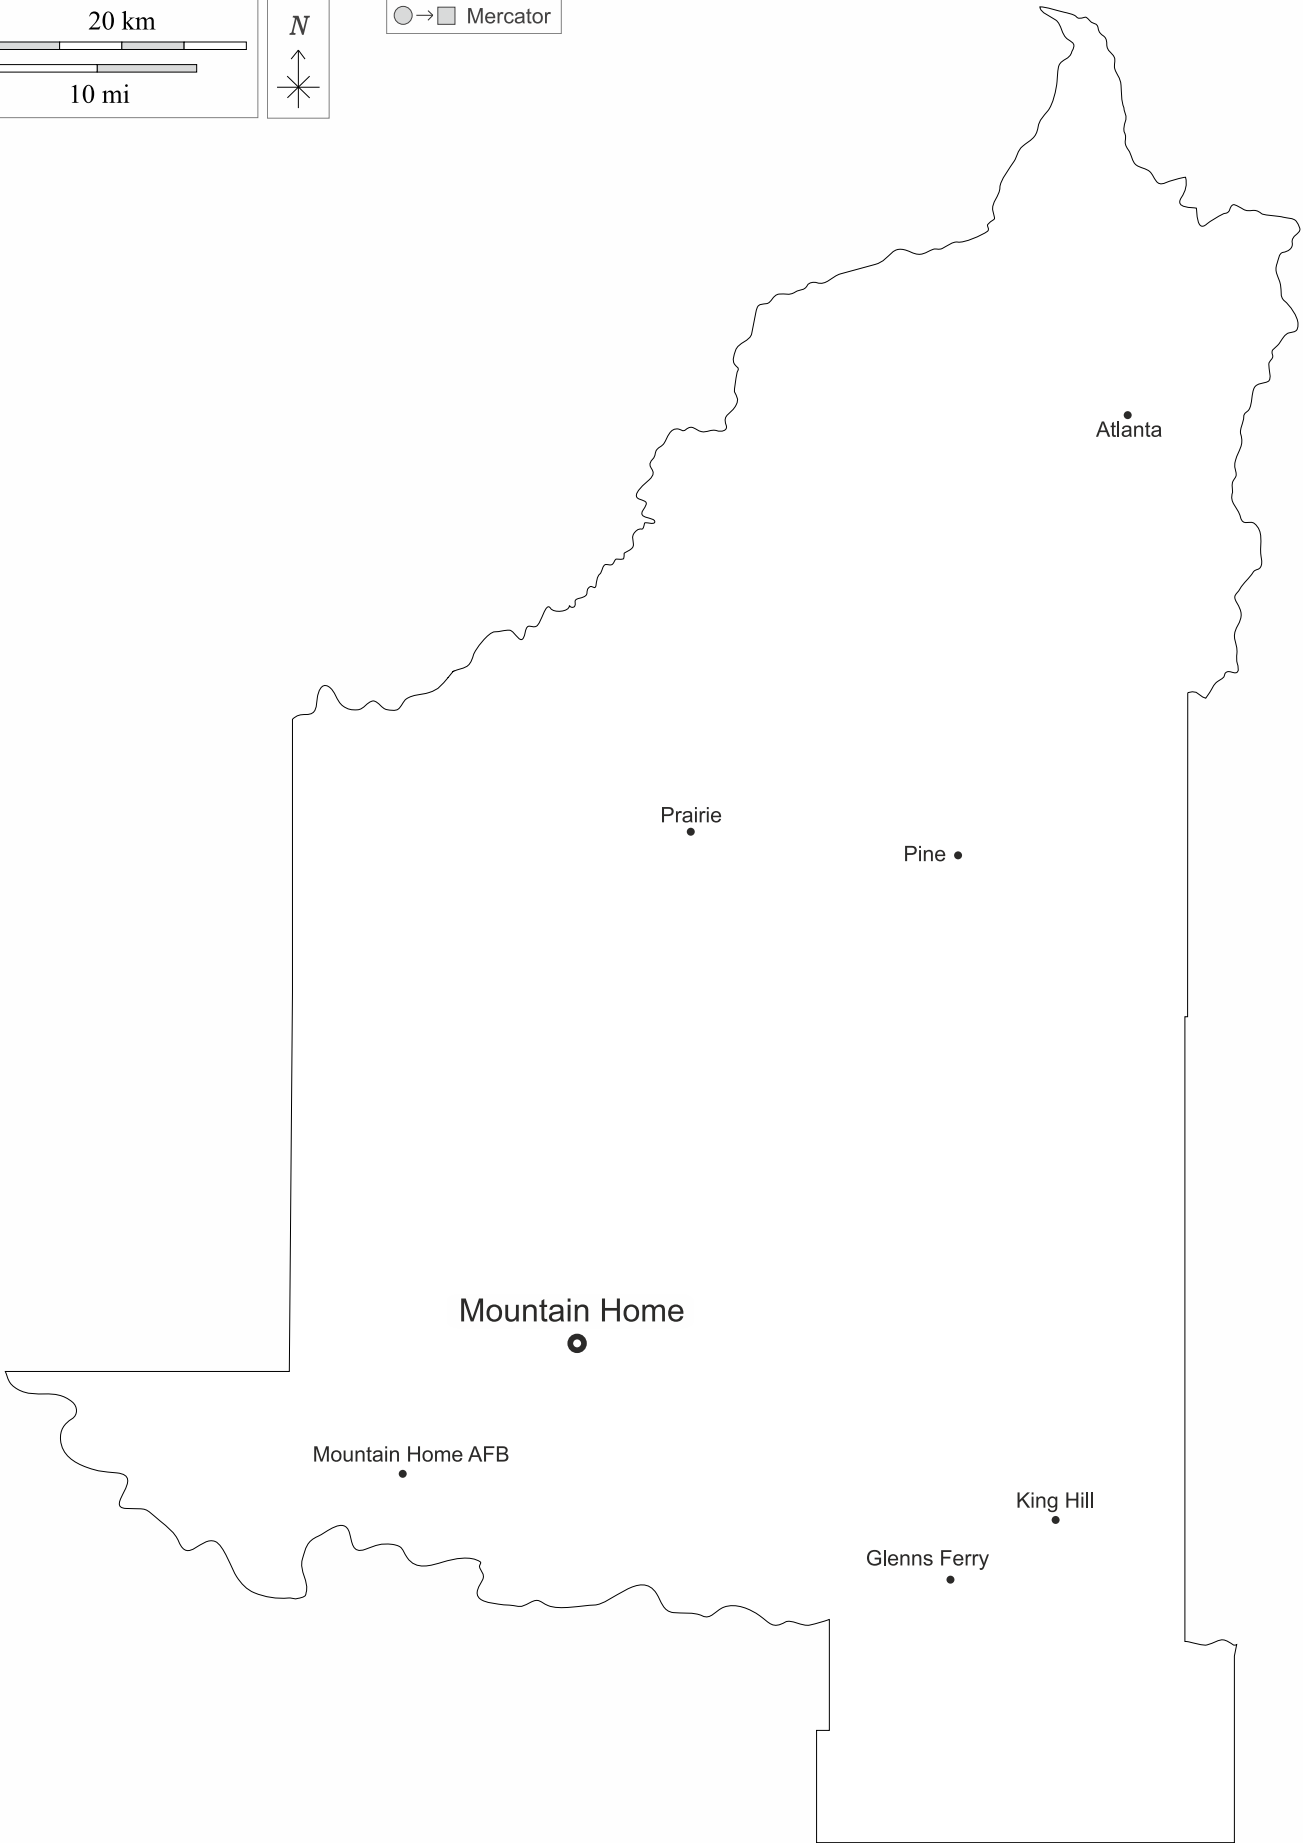 20 km
10 mi
N
Mercator
Atlanta
Prairie
Pine
Mountain Home
Mountain Home AFB
King Hill
Glenns Ferry